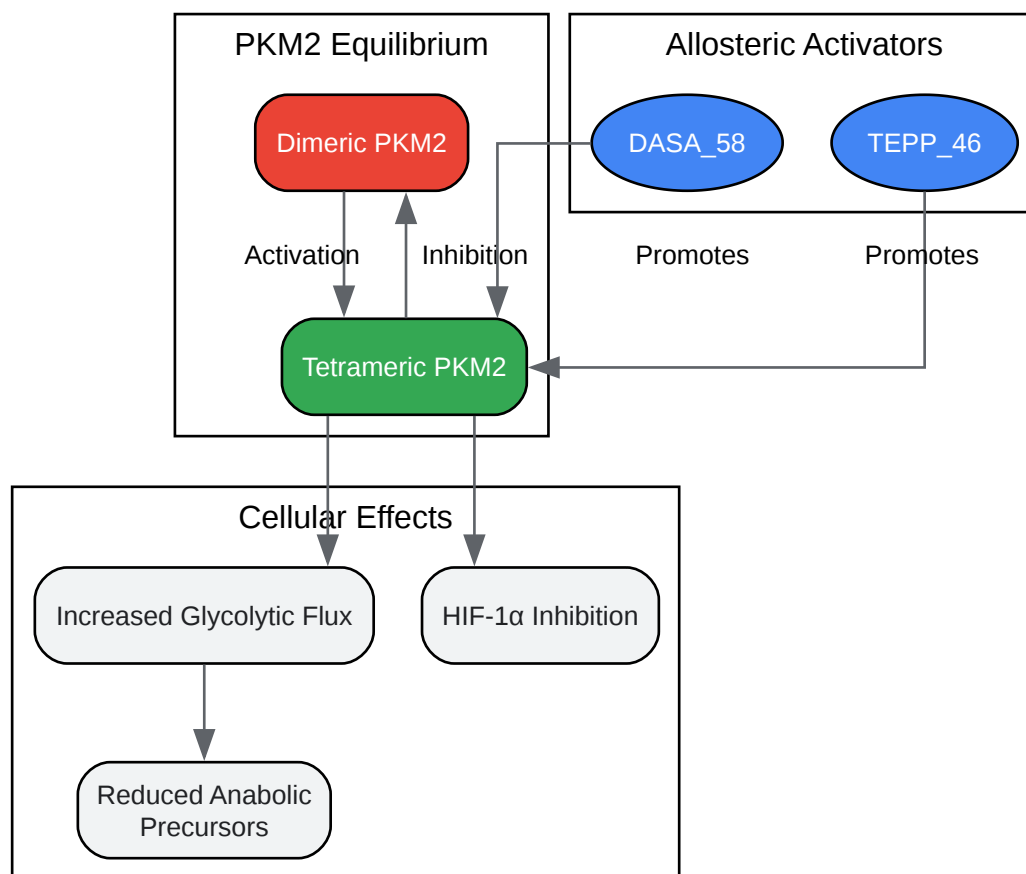 PKM2 Equilibrium
Allosteric Activators
Dimeric PKM2
DASA_58
TEPP_46
Activation
Inhibition
Promotes
Promotes
Tetrameric PKM2
Cellular Effects
Increased Glycolytic Flux
HIF-1α Inhibition
Reduced Anabolic
Precursors